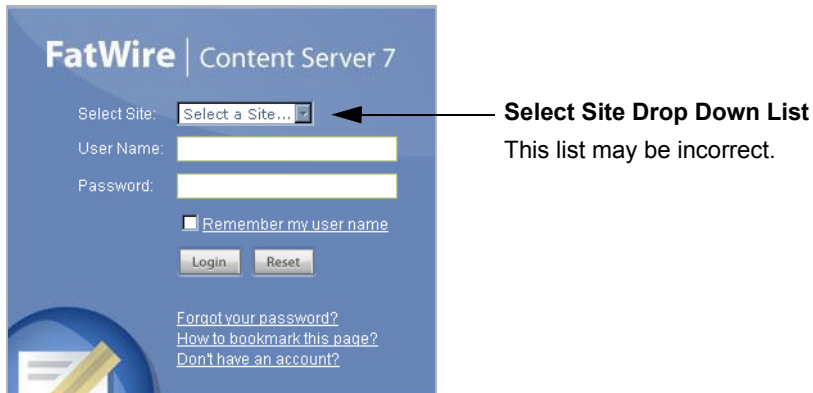 FatWire | Content Server 7
Select Site: Select a Site...
User Name:
Password:
Remember my user name
Login Reset
Forgot your password?
How to bookmark this page?
Don't have an account?
Select Site Drop Down List
This list may be incorrect.